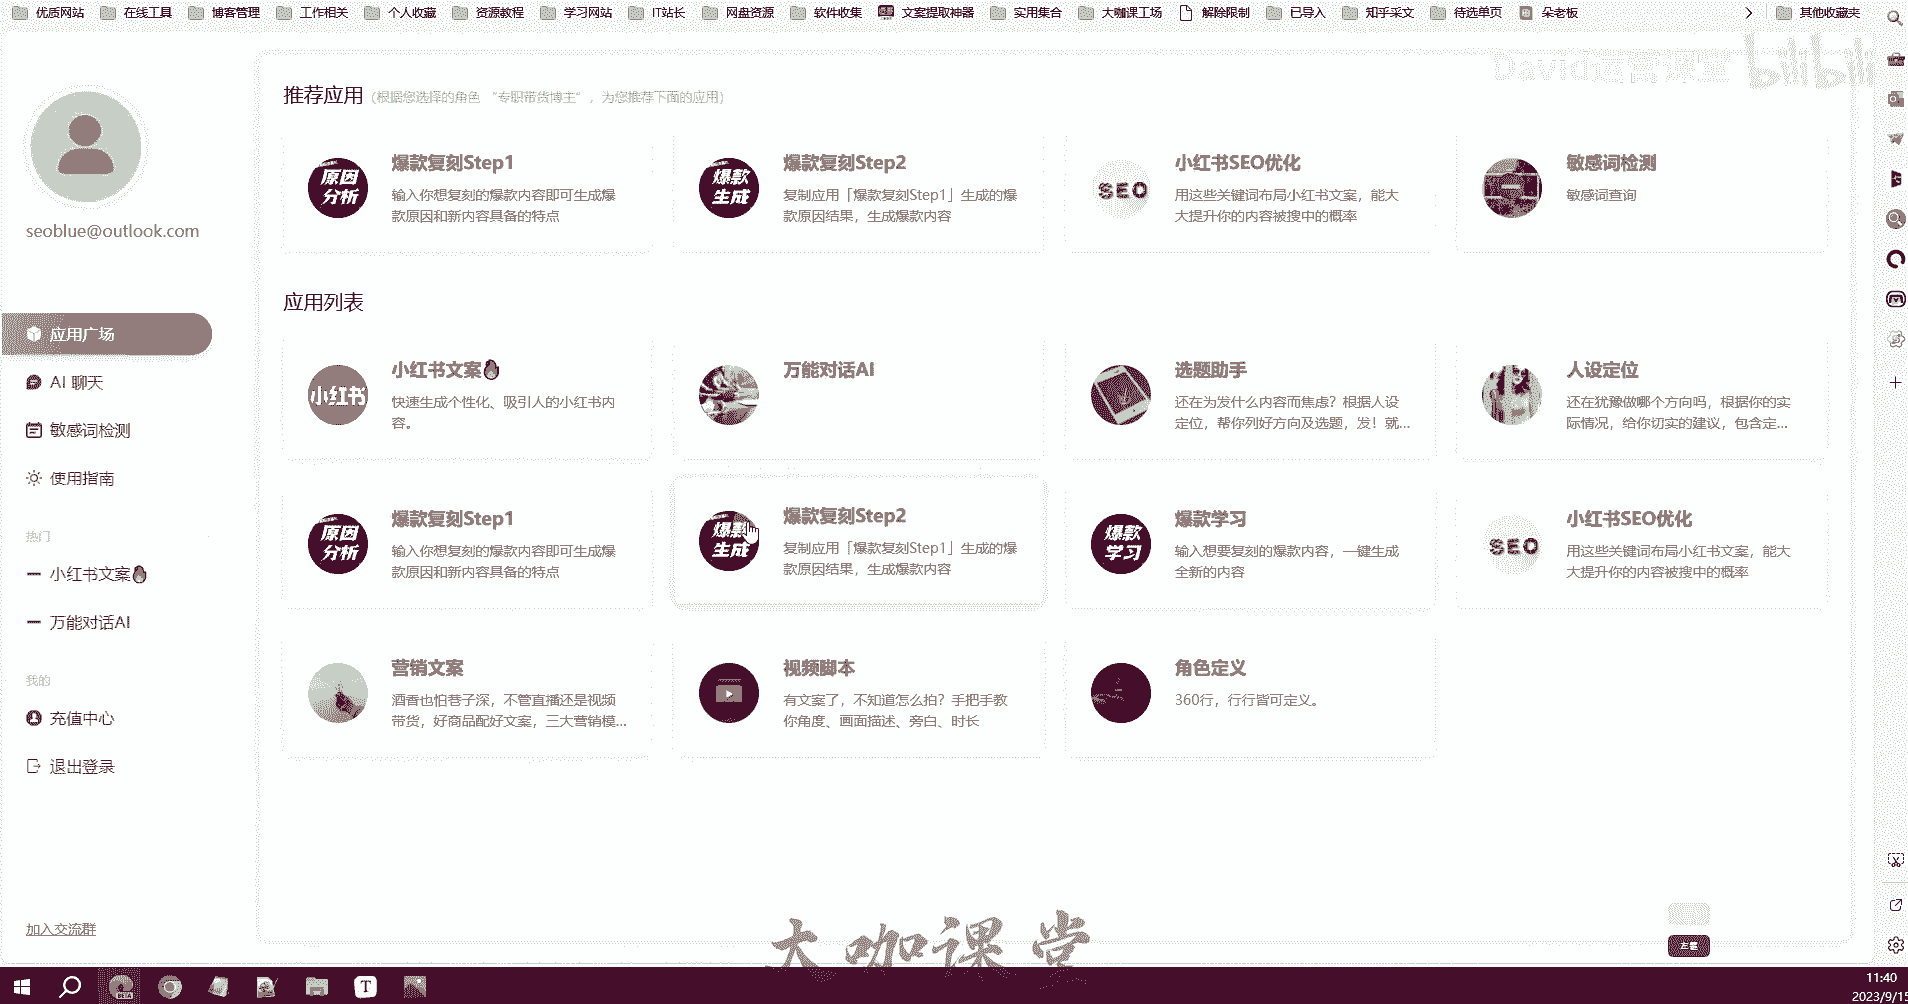 优质网站 在线工具 博客管理 工作相关 个人收藏 资源教程 学习网站 IT站长 网盘资源 软件收集 文案提取神器 实用集合 大咖课工场 解除限制 已导入 知乎采文 待选单页 朵老板 其他收藏夹
David运营课堂 bilibili
seoblue@outlook.com
应用广场
AI 聊天
敏感词检测
使用指南
热门
小红书文案
万能对话AI
我的
充值中心
退出登录
加入交流群
推荐应用（根据您选择的角色 “专职带货博主”，为您推荐下面的应用）
原因
分析
爆款复刻Step1
输入你想复刻的爆款内容即可生成爆
款原因和新内容具备的特点
爆款
生成
爆款复刻Step2
复制应用「爆款复刻Step1」生成的爆
款原因结果，生成爆款内容
SEO
小红书SEO优化
用这些关键词布局小红书文案，能大
大提升你的内容被搜中的概率
敏感词检测
敏感词查询
应用列表
小红书
小红书文案
快速生成个性化、吸引人的小红书内
容。
万能对话AI
选题助手
还在为发什么内容而焦虑？根据人设
定位，帮你列好方向及选题，发！就...
人设定位
还在犹豫做哪个方向吗，根据你的实
际情况，给你切实的建议，包含定...
原因
分析
爆款复刻Step1
输入你想复刻的爆款内容即可生成爆
款原因和新内容具备的特点
爆款
生成
爆款复刻Step2
复制应用「爆款复刻Step1」生成的爆
款原因结果，生成爆款内容
爆款
学习
爆款学习
输入想要复刻的爆款内容，一键生成
全新的内容
SEO
小红书SEO优化
用这些关键词布局小红书文案，能大
大提升你的内容被搜中的概率
营销文案
酒香也怕巷子深，不管直播还是视频
带货，好商品配好文案，三大营销模...
视频脚本
有文案了，不知道怎么拍？手把手教
你角度、画面描述、旁白、时长
角色定义
360行，行行皆可定义。
大咖课堂
左键
BETA
T
11:40
2023/9/15